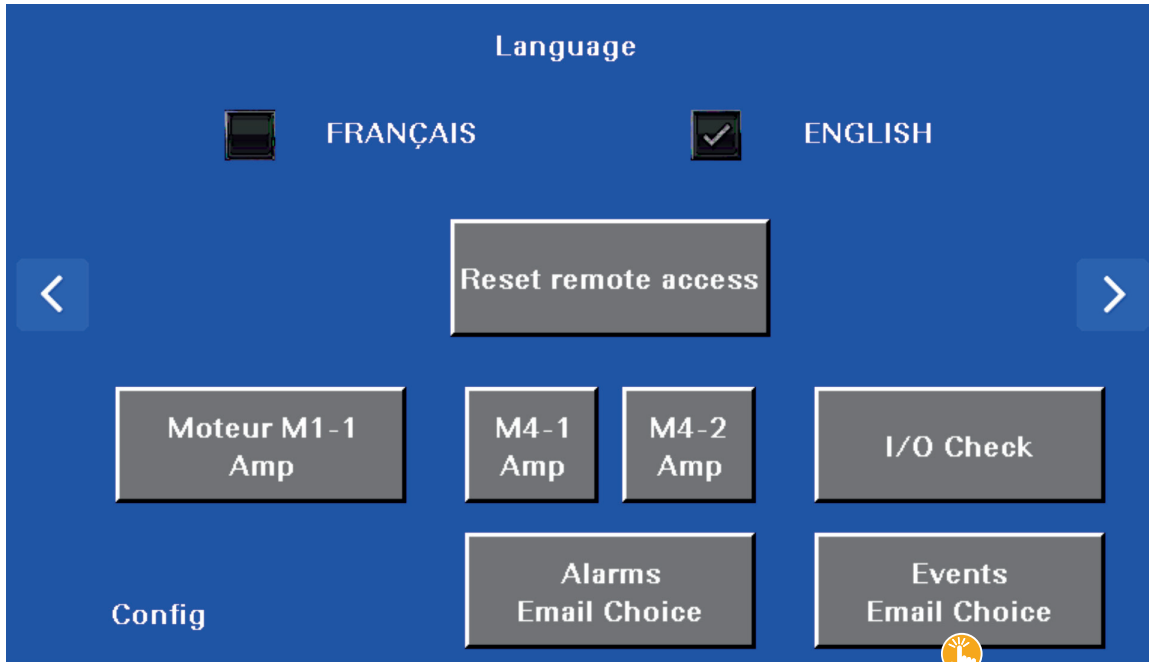 Language
FRANÇAIS
ENGLISH
Reset remote access
Moteur M1-1
Amp
M4-1
Amp
M4-2
Amp
I/O Check
Config
Alarms
Email Choice
Events
Email Choice